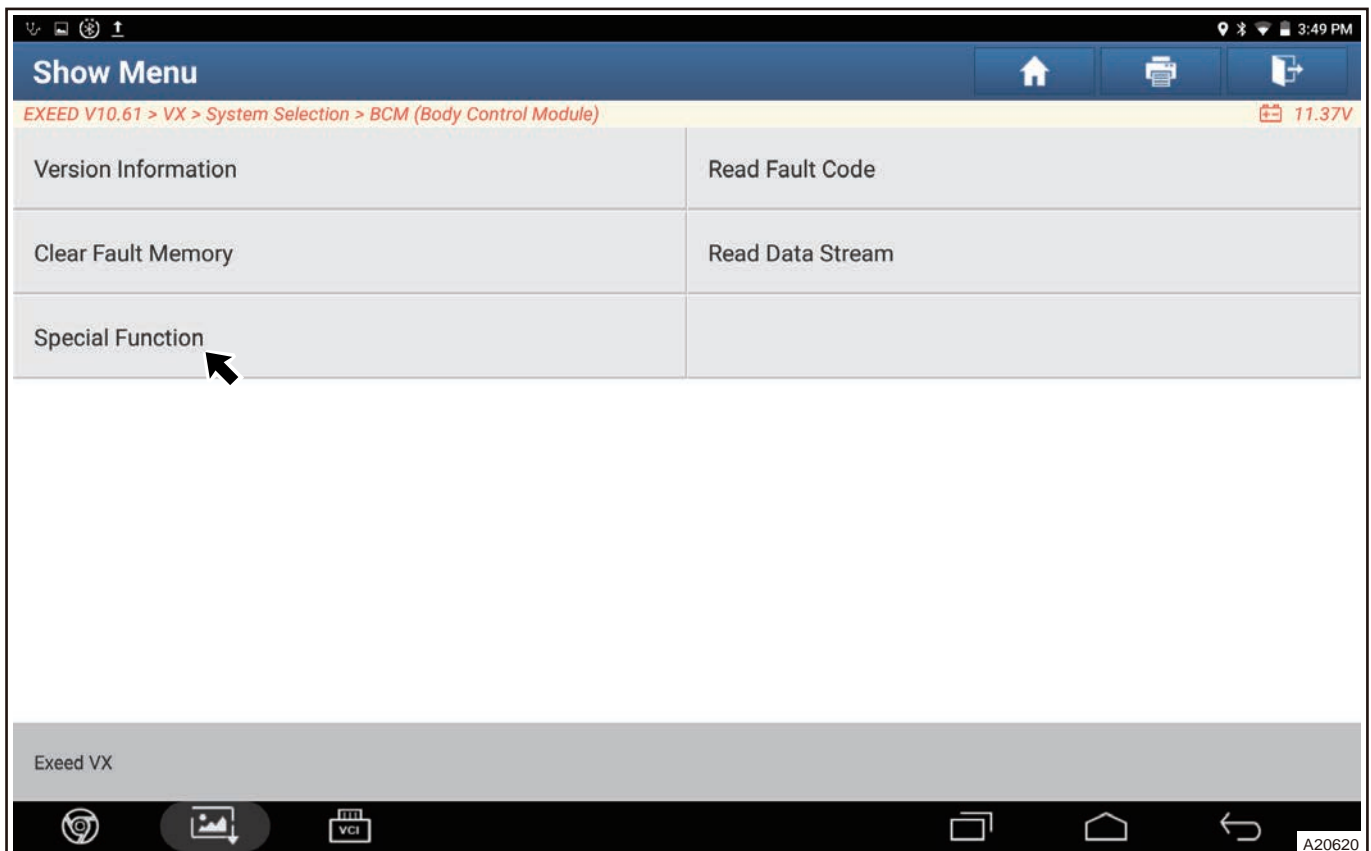 3:49 PM
Show Menu
EXEED V10.61 > VX > System Selection > BCM (Body Control Module)
11.37V
Version Information
Read Fault Code
Clear Fault Memory
Read Data Stream
Special Function
Exeed VX
VCI
A20620